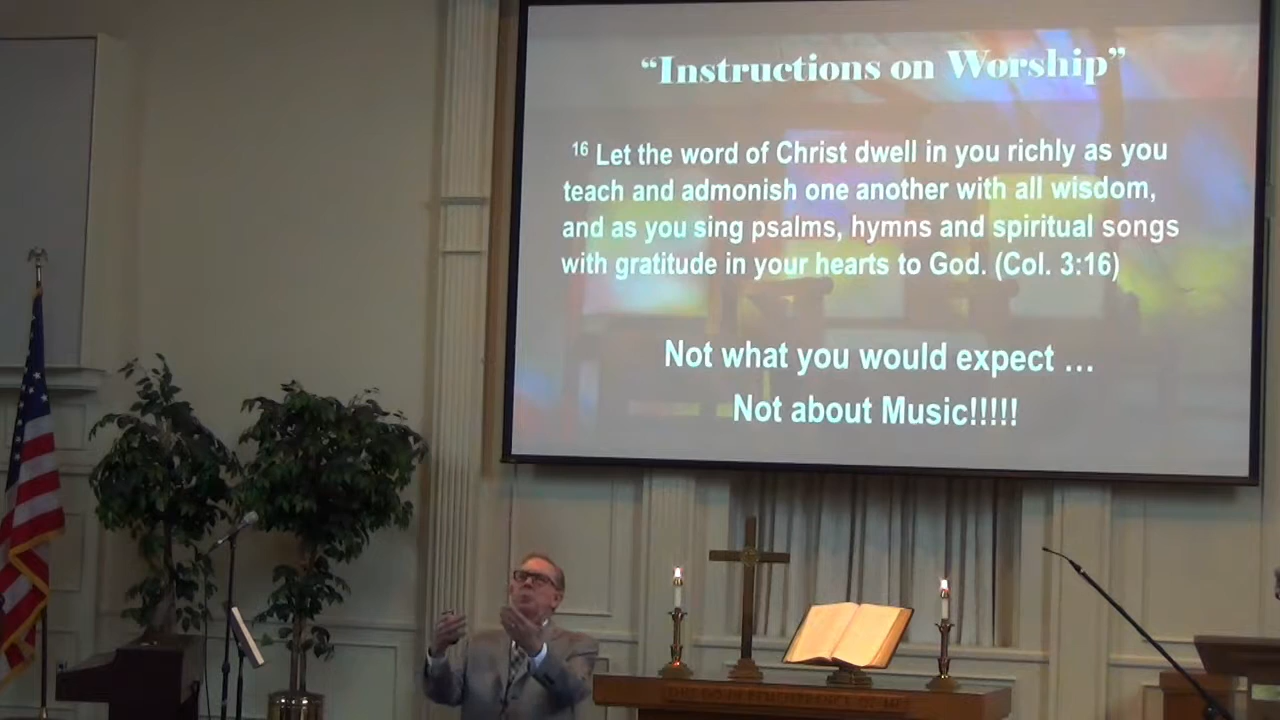 “Instructions on Worship”
16 Let the word of Christ dwell in you richly as you
teach and admonish one another with all wisdom,
and as you sing psalms, hymns and spiritual songs
with gratitude in your hearts to God. (Col. 3:16)
Not what you would expect …
Not about Music!!!!!
REMEMBRANCE OF